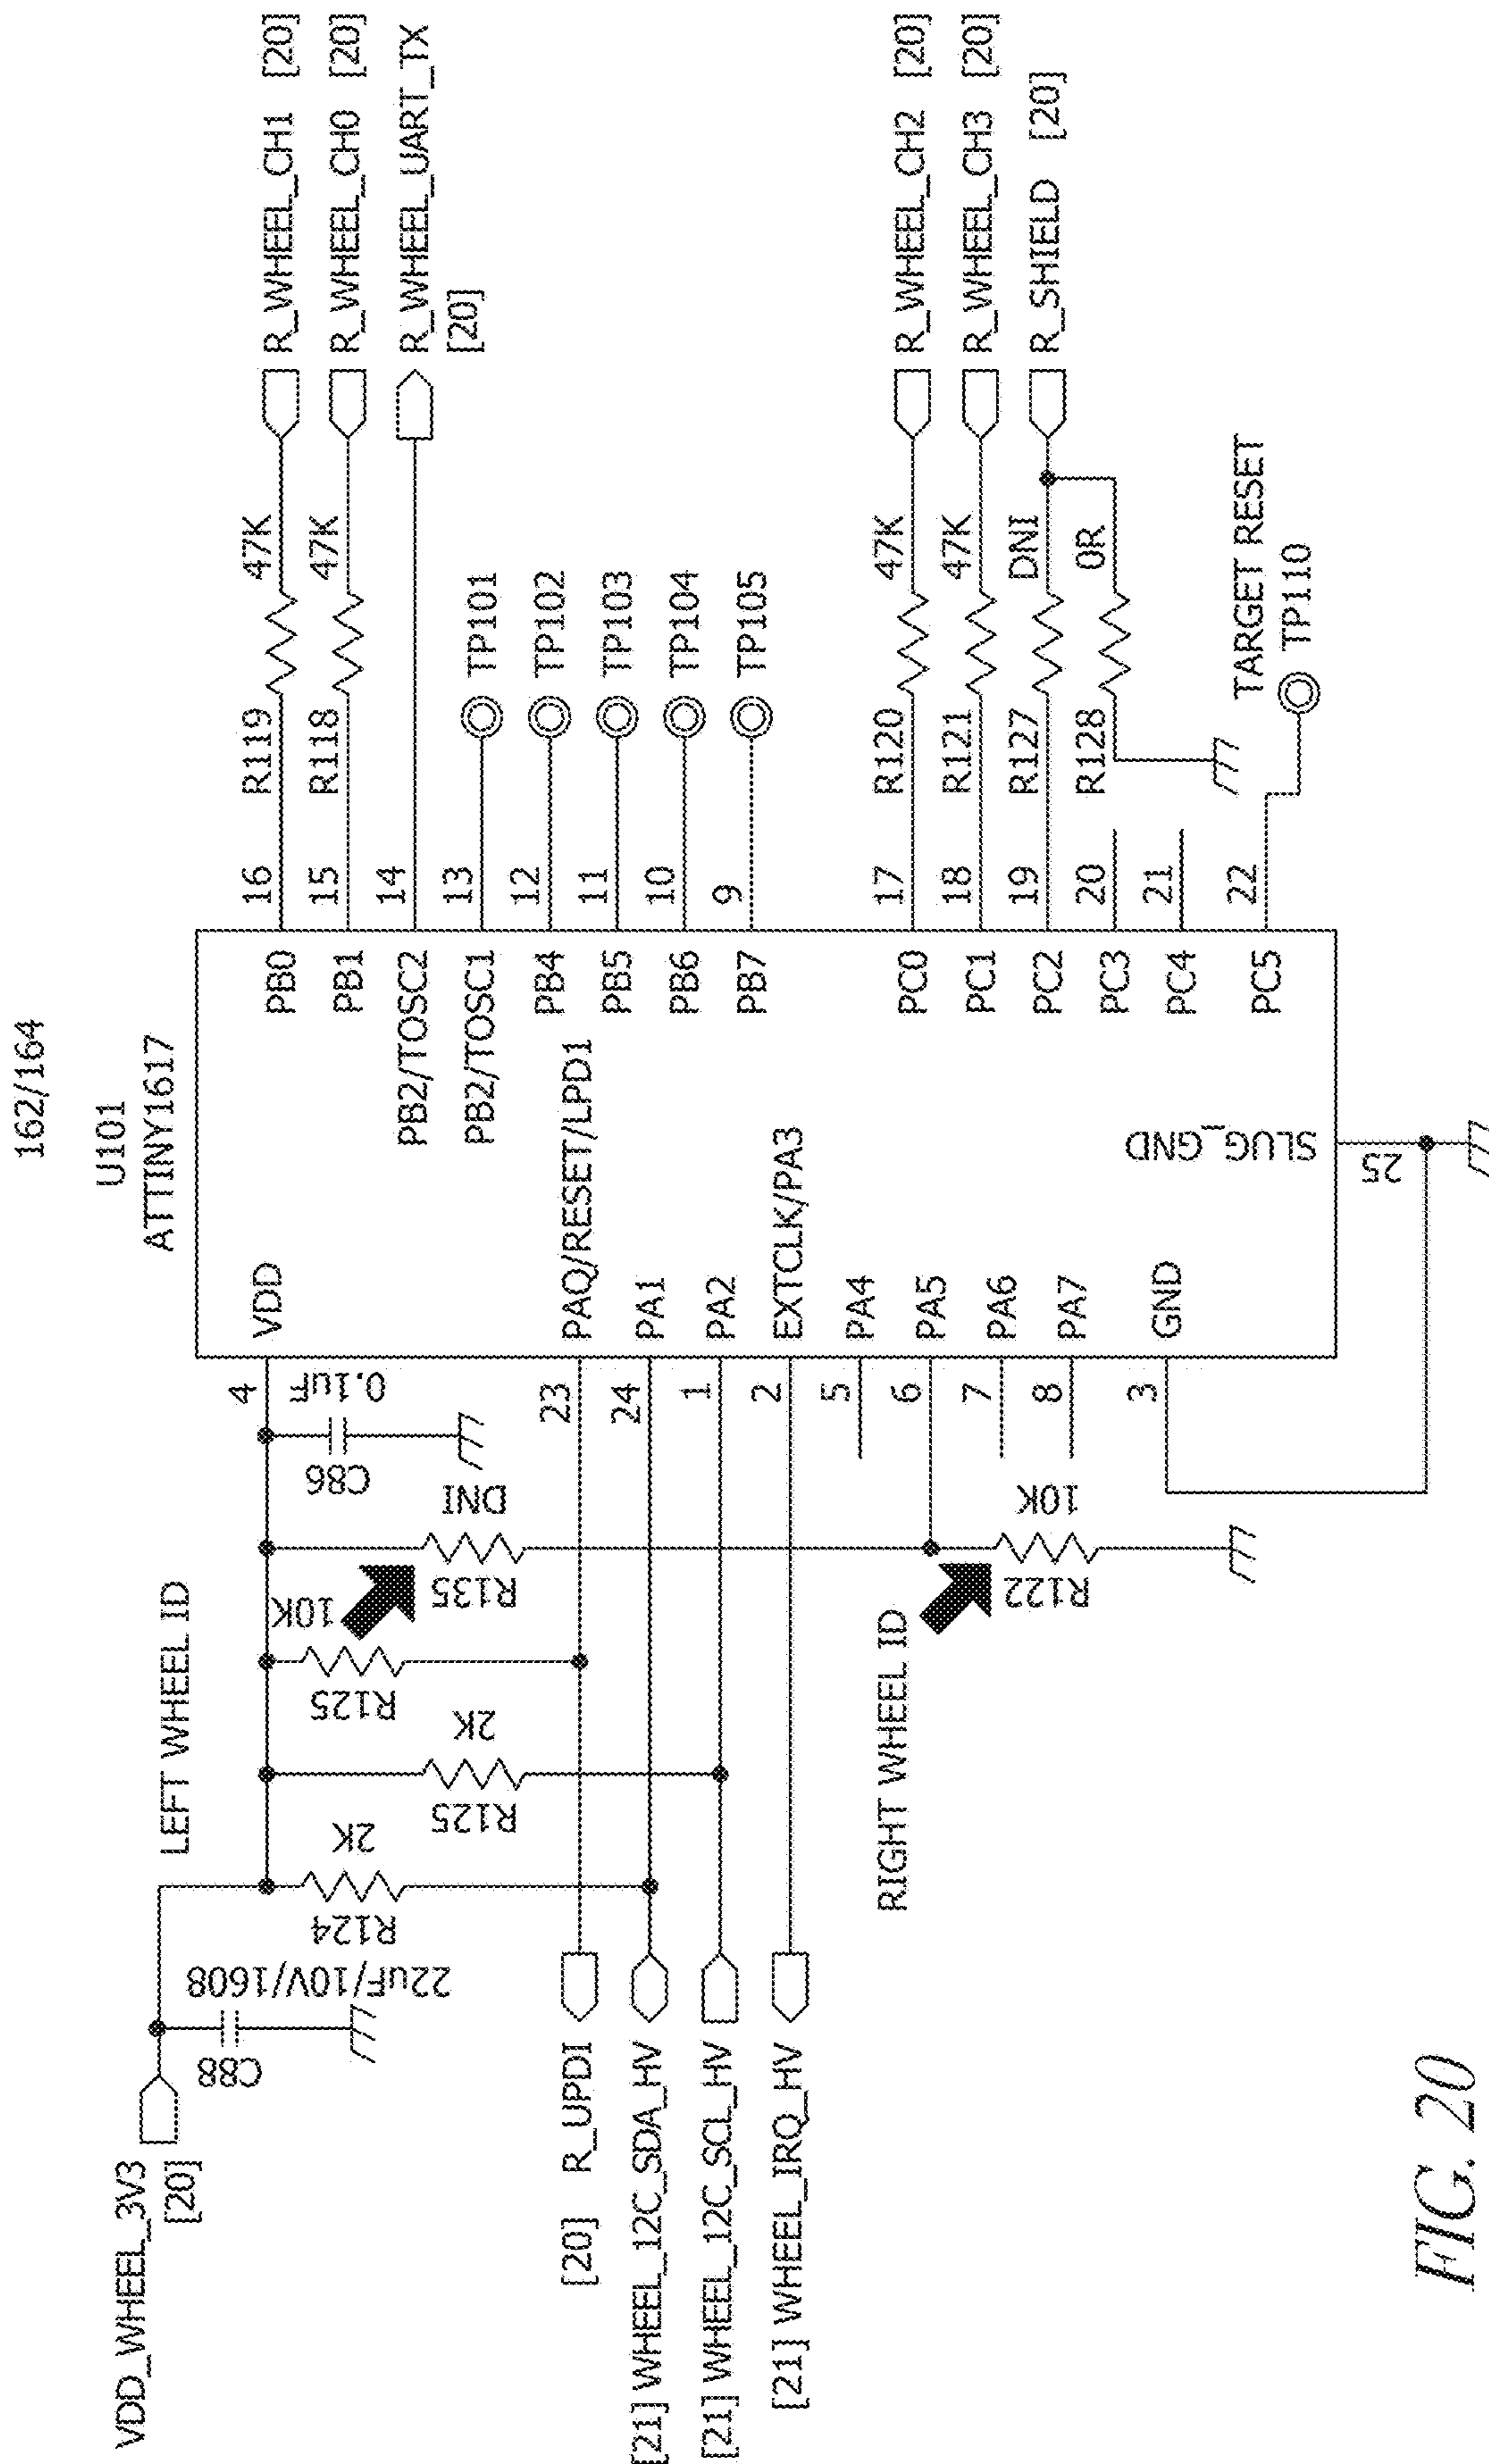 162/164
U101
ATTINY1617
VDD_WHEEL_3V3
[20]
C88
22uF/10V/1608
LEFT WHEEL ID
R124
2K
R125
2K
R125
10K
R135
DNI
C86
0.1uF
RIGHT WHEEL ID
R122
10K
[20] R_UPDI
[21] WHEEL_12C_SDA_HV
[21] WHEEL_12C_SCL_HV
[21] WHEEL_IRQ_HV
4 VDD
23 PAQ/RESET/LPD1
24 PA1
1 PA2
2 EXTCLK/PA3
5 PA4
6 PA5
7 PA6
8 PA7
3 GND
SLUG_GND
25
PB0 16 R119 47K R_WHEEL_CH1 [20]
PB1 15 R118 47K R_WHEEL_CH0 [20]
PB2/TOSC2 14 R_WHEEL_UART_TX
[20]
PB2/TOSC1 13 TP101
PB4 12 TP102
PB5 11 TP103
PB6 10 TP104
PB7 9 TP105
PC0 17 R120 47K R_WHEEL_CH2 [20]
PC1 18 R121 47K R_WHEEL_CH3 [20]
PC2 19 R127 DNI R_SHIELD [20]
PC3 20 R128 0R
PC4 21
PC5 22
TARGET RESET
TP110
FIG. 20